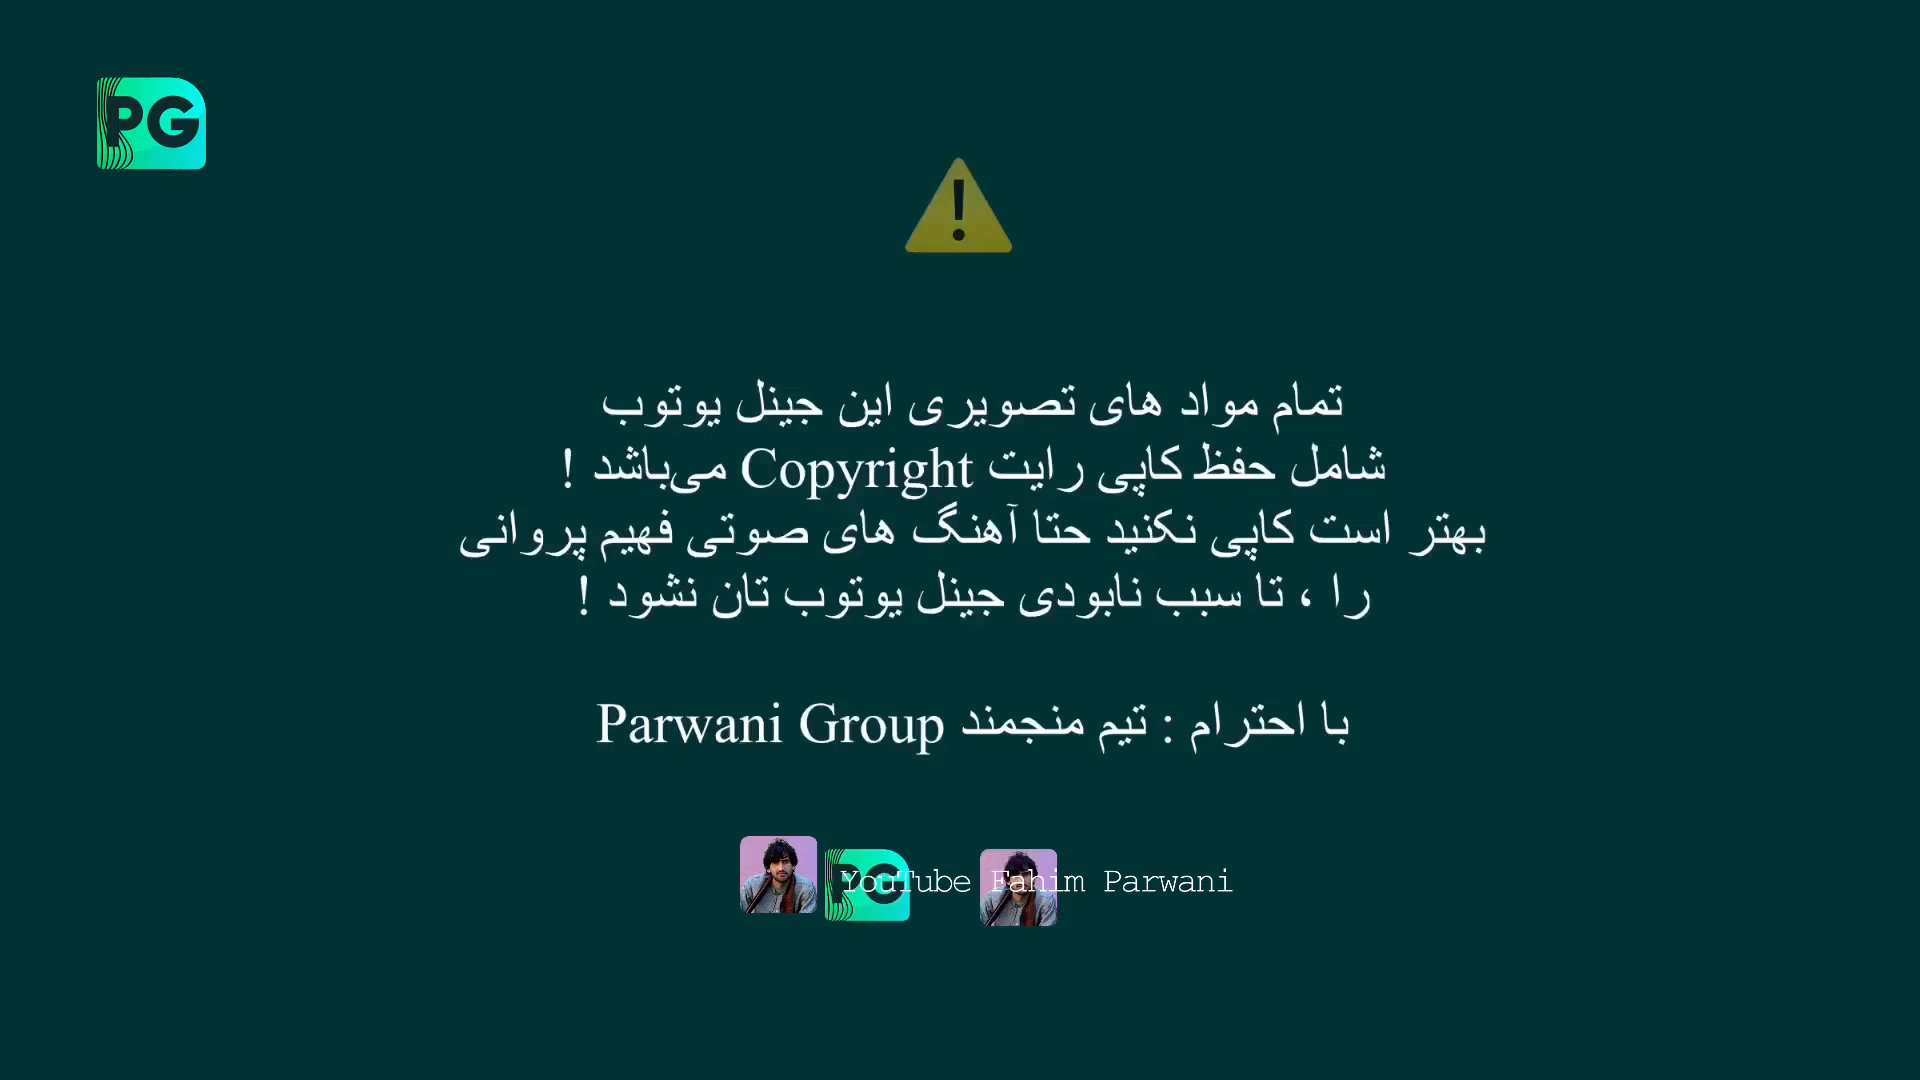 PG
تمام مواد های تصویری این جینل یوتوب
شامل حفظ کاپی رایت Copyright می‌باشد !
بهتر است کاپی نکنید حتا آهنگ های صوتی فهیم پروانی
را ، تا سبب نابودی جینل یوتوب تان نشود !
با احترام : تیم منجمند Parwani Group
PG
YouTube Fahim Parwani